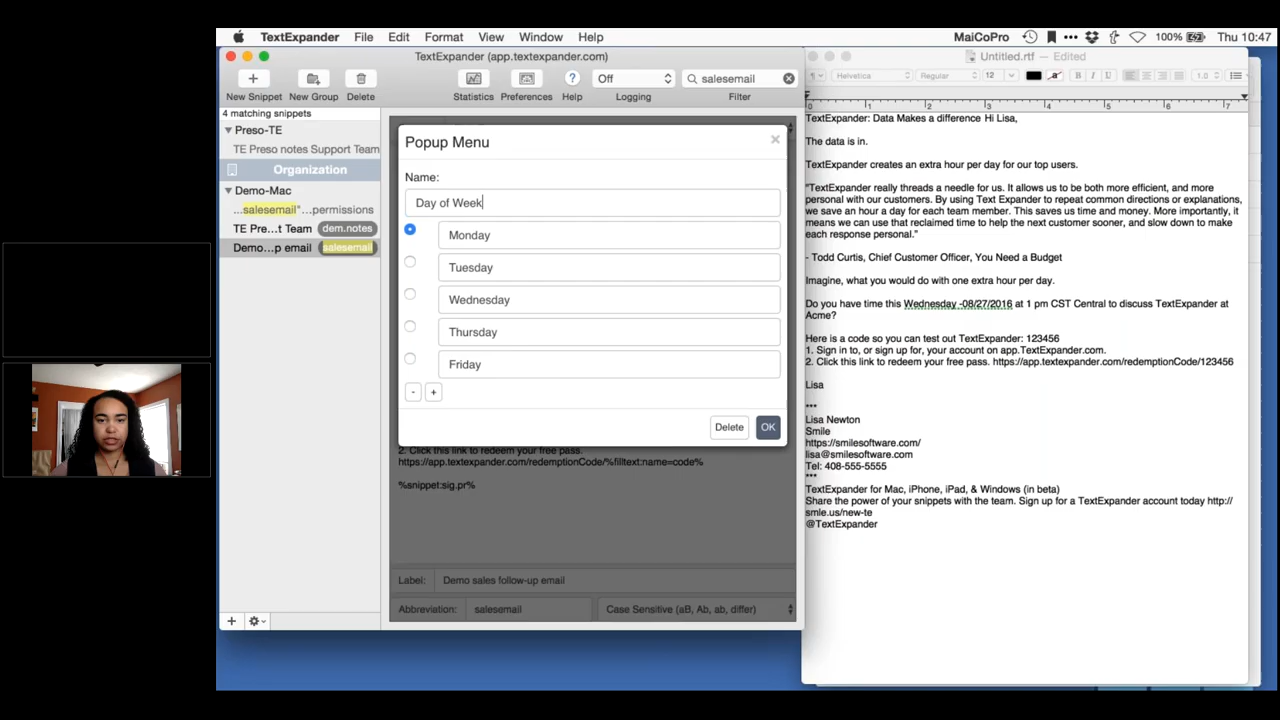 TextExpander File Edit Format View Window Help MaiCoPro 100% Thu 10:47
TextExpander (app.textexpander.com)
New Snippet New Group Delete Statistics Preferences Help Off Logging salesemail Filter
4 matching snippets
Preso-TE
TE Preso notes Support Team
Organization
Demo-Mac
...salesemail"...permissions
TE Pre...t Team dem.notes
Demo...p email salesemail
Popup Menu
Name:
Day of Week
Monday
Tuesday
Wednesday
Thursday
Friday
- +
Delete OK
2. Click this link to redeem your free pass.
https://app.textexpander.com/redemptionCode/%filltext:name=code%
%snippet:sig.pr%
Label: Demo sales follow-up email
Abbreviation: salesemail Case Sensitive (aB, Ab, ab, differ)
Untitled.rtf — Edited
Helvetica Regular 12 B I U 1.0
0 1 2 3 4 5 6 7
TextExpander: Data Makes a difference Hi Lisa,
The data is in.
TextExpander creates an extra hour per day for our top users.
"TextExpander really threads a needle for us. It allows us to be both more efficient, and more
personal with our customers. By using Text Expander to repeat common directions or explanations,
we save an hour a day for each team member. This saves us time and money. More importantly, it
means we can use that reclaimed time to help the next customer sooner, and slow down to make
each response personal."
- Todd Curtis, Chief Customer Officer, You Need a Budget
Imagine, what you would do with one extra hour per day.
Do you have time this Wednesday -08/27/2016 at 1 pm CST Central to discuss TextExpander at
Acme?
Here is a code so you can test out TextExpander: 123456
1. Sign in to, or sign up for, your account on app.TextExpander.com.
2. Click this link to redeem your free pass. https://app.textexpander.com/redemptionCode/123456
Lisa
***
Lisa Newton
Smile
https://smilesoftware.com/
lisa@smilesoftware.com
Tel: 408-555-5555
***
TextExpander for Mac, iPhone, iPad, & Windows (in beta)
Share the power of your snippets with the team. Sign up for a TextExpander account today http://
smle.us/new-te
@TextExpander